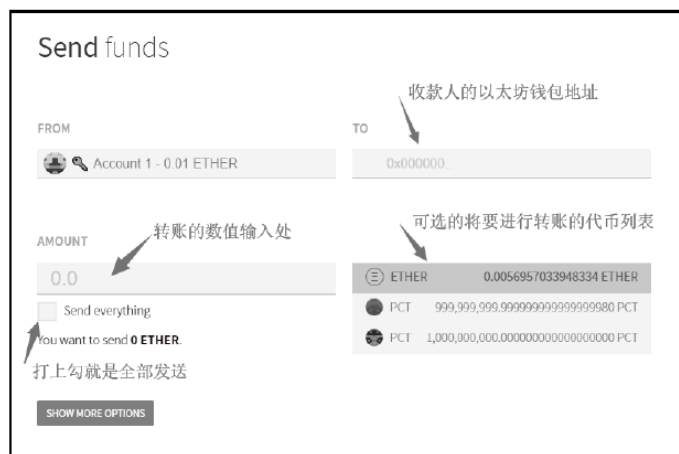 Send funds
收款人的以太坊钱包地址
FROM
TO
Account 1 - 0.01 ETHER
0x000000..
AMOUNT
转账的数值输入处
可选的将要进行转账的代币列表
0.0
ETHER 0.0056957033948334 ETHER
Send everything
PCT 999,999,999.999999999999999980 PCT
You want to send 0 ETHER.
PCT 1,000,000,000.000000000000000000 PCT
打上勾就是全部发送
SHOW MORE OPTIONS